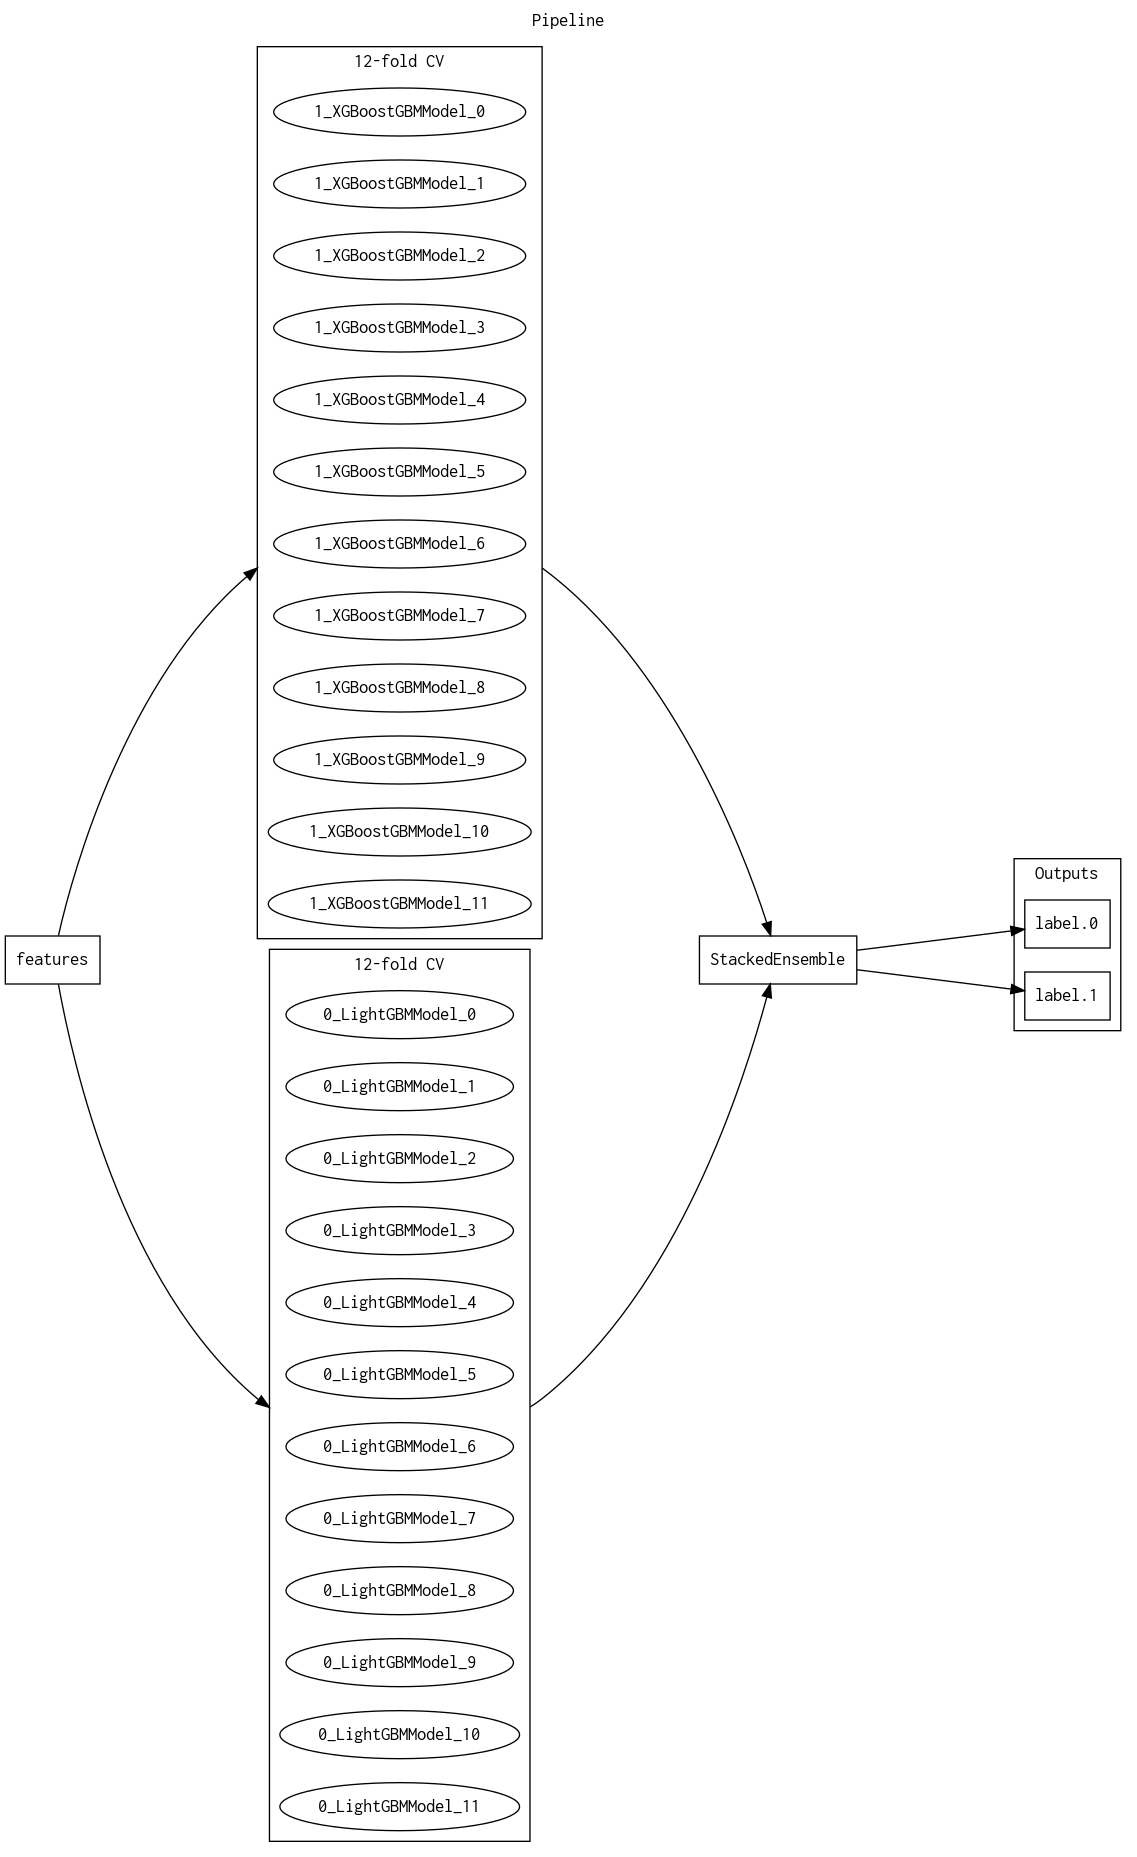 Pipeline
12-fold CV
1_XGBoostGBMModel_0
1_XGBoostGBMModel_1
1_XGBoostGBMModel_2
1_XGBoostGBMModel_3
1_XGBoostGBMModel_4
1_XGBoostGBMModel_5
1_XGBoostGBMModel_6
1_XGBoostGBMModel_7
1_XGBoostGBMModel_8
1_XGBoostGBMModel_9
1_XGBoostGBMModel_10
1_XGBoostGBMModel_11
features
12-fold CV
0_LightGBMModel_0
0_LightGBMModel_1
0_LightGBMModel_2
0_LightGBMModel_3
0_LightGBMModel_4
0_LightGBMModel_5
0_LightGBMModel_6
0_LightGBMModel_7
0_LightGBMModel_8
0_LightGBMModel_9
0_LightGBMModel_10
0_LightGBMModel_11
StackedEnsemble
Outputs
label.0
label.1